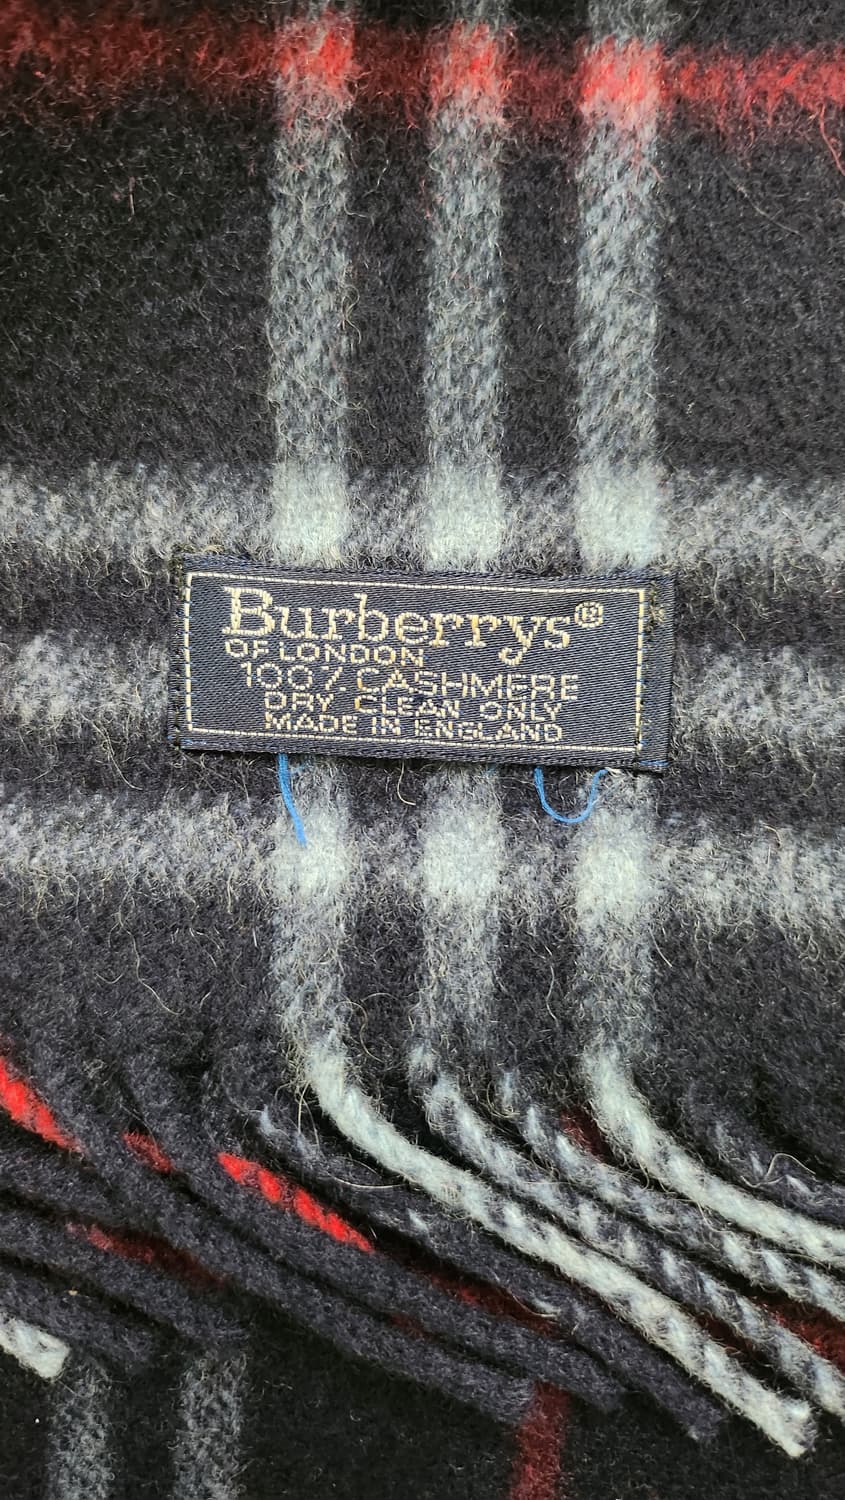 Burberrys®
OF LONDON
100% CASHMERE
DRY CLEAN ONLY
MADE IN ENGLAND